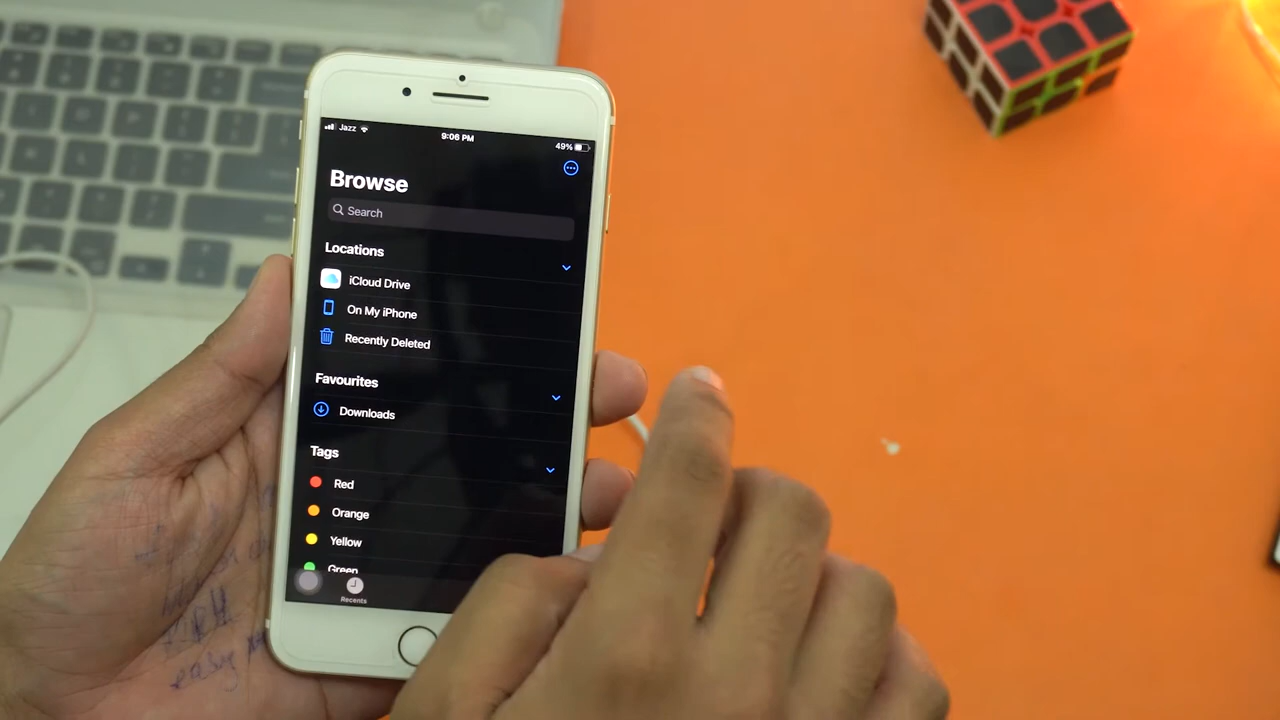 Jazz
9:06 PM
49%
Browse
Search
Locations
iCloud Drive
On My iPhone
Recently Deleted
Favourites
Downloads
Tags
Red
Orange
Yellow
Green
Recents